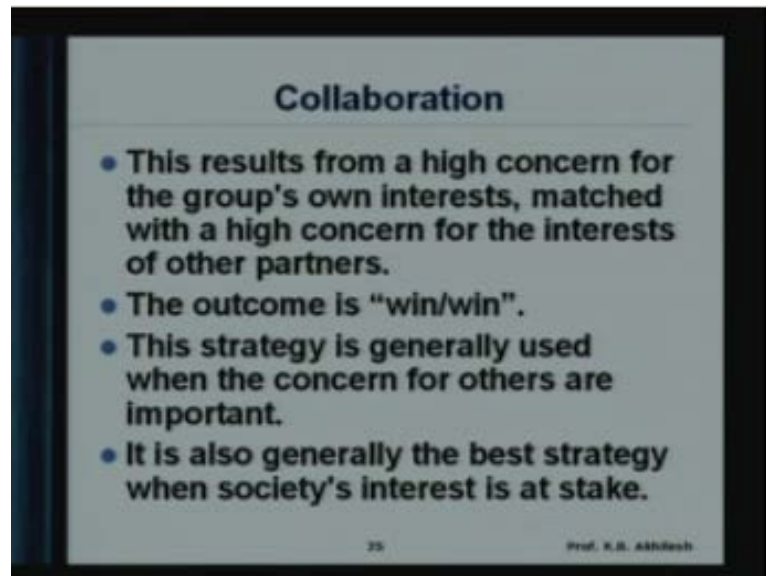 Collaboration
• This results from a high concern for
the group's own interests, matched
with a high concern for the interests
of other partners.
• The outcome is “win/win”.
• This strategy is generally used
when the concern for others are
important.
• It is also generally the best strategy
when society's interest is at stake.
Prof. K.B. Akhilesh